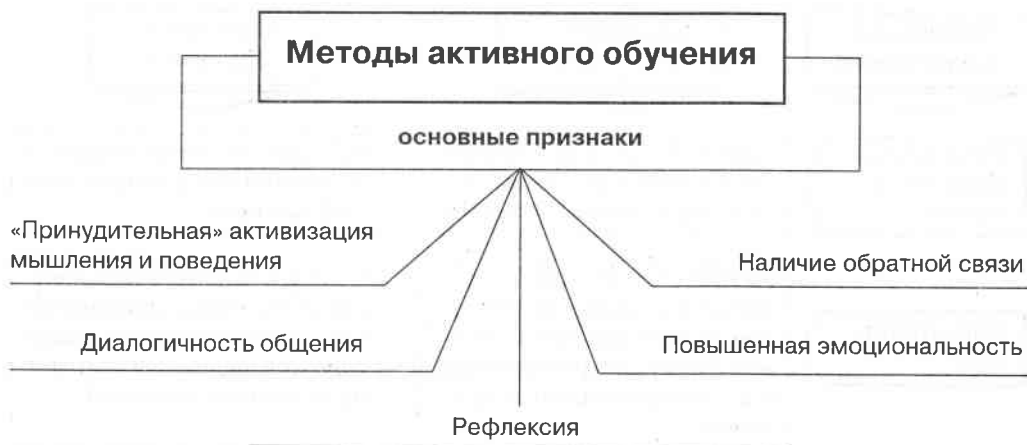 Методы активного обучения
основные признаки
«Принудительная» активизация
мышления и поведения
Наличие обратной связи
Диалогичность общения
Повышенная эмоциональность
Рефлексия